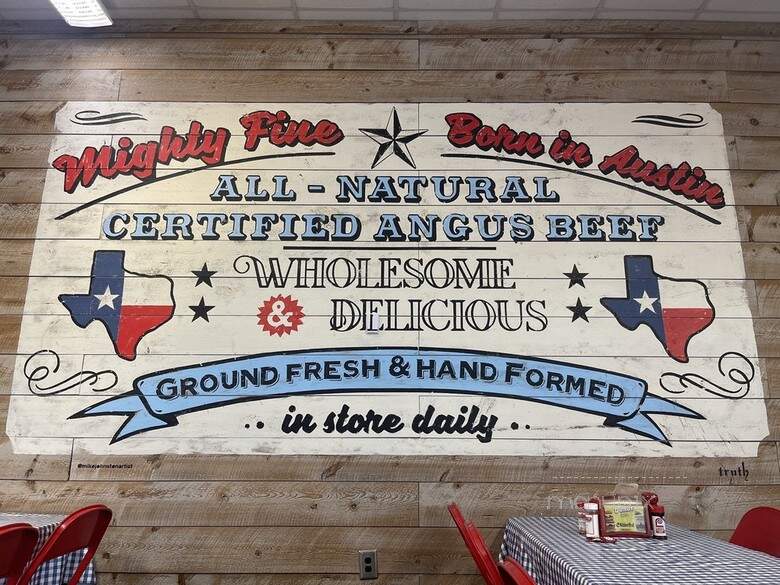 Mighty Fine Born in Austin
ALL-NATURAL
CERTIFIED ANGUS BEEF
WHOLESOME
& DELICIOUS
GROUND FRESH & HAND FORMED
.. in store daily ..
@mikejohnstonartist
truth